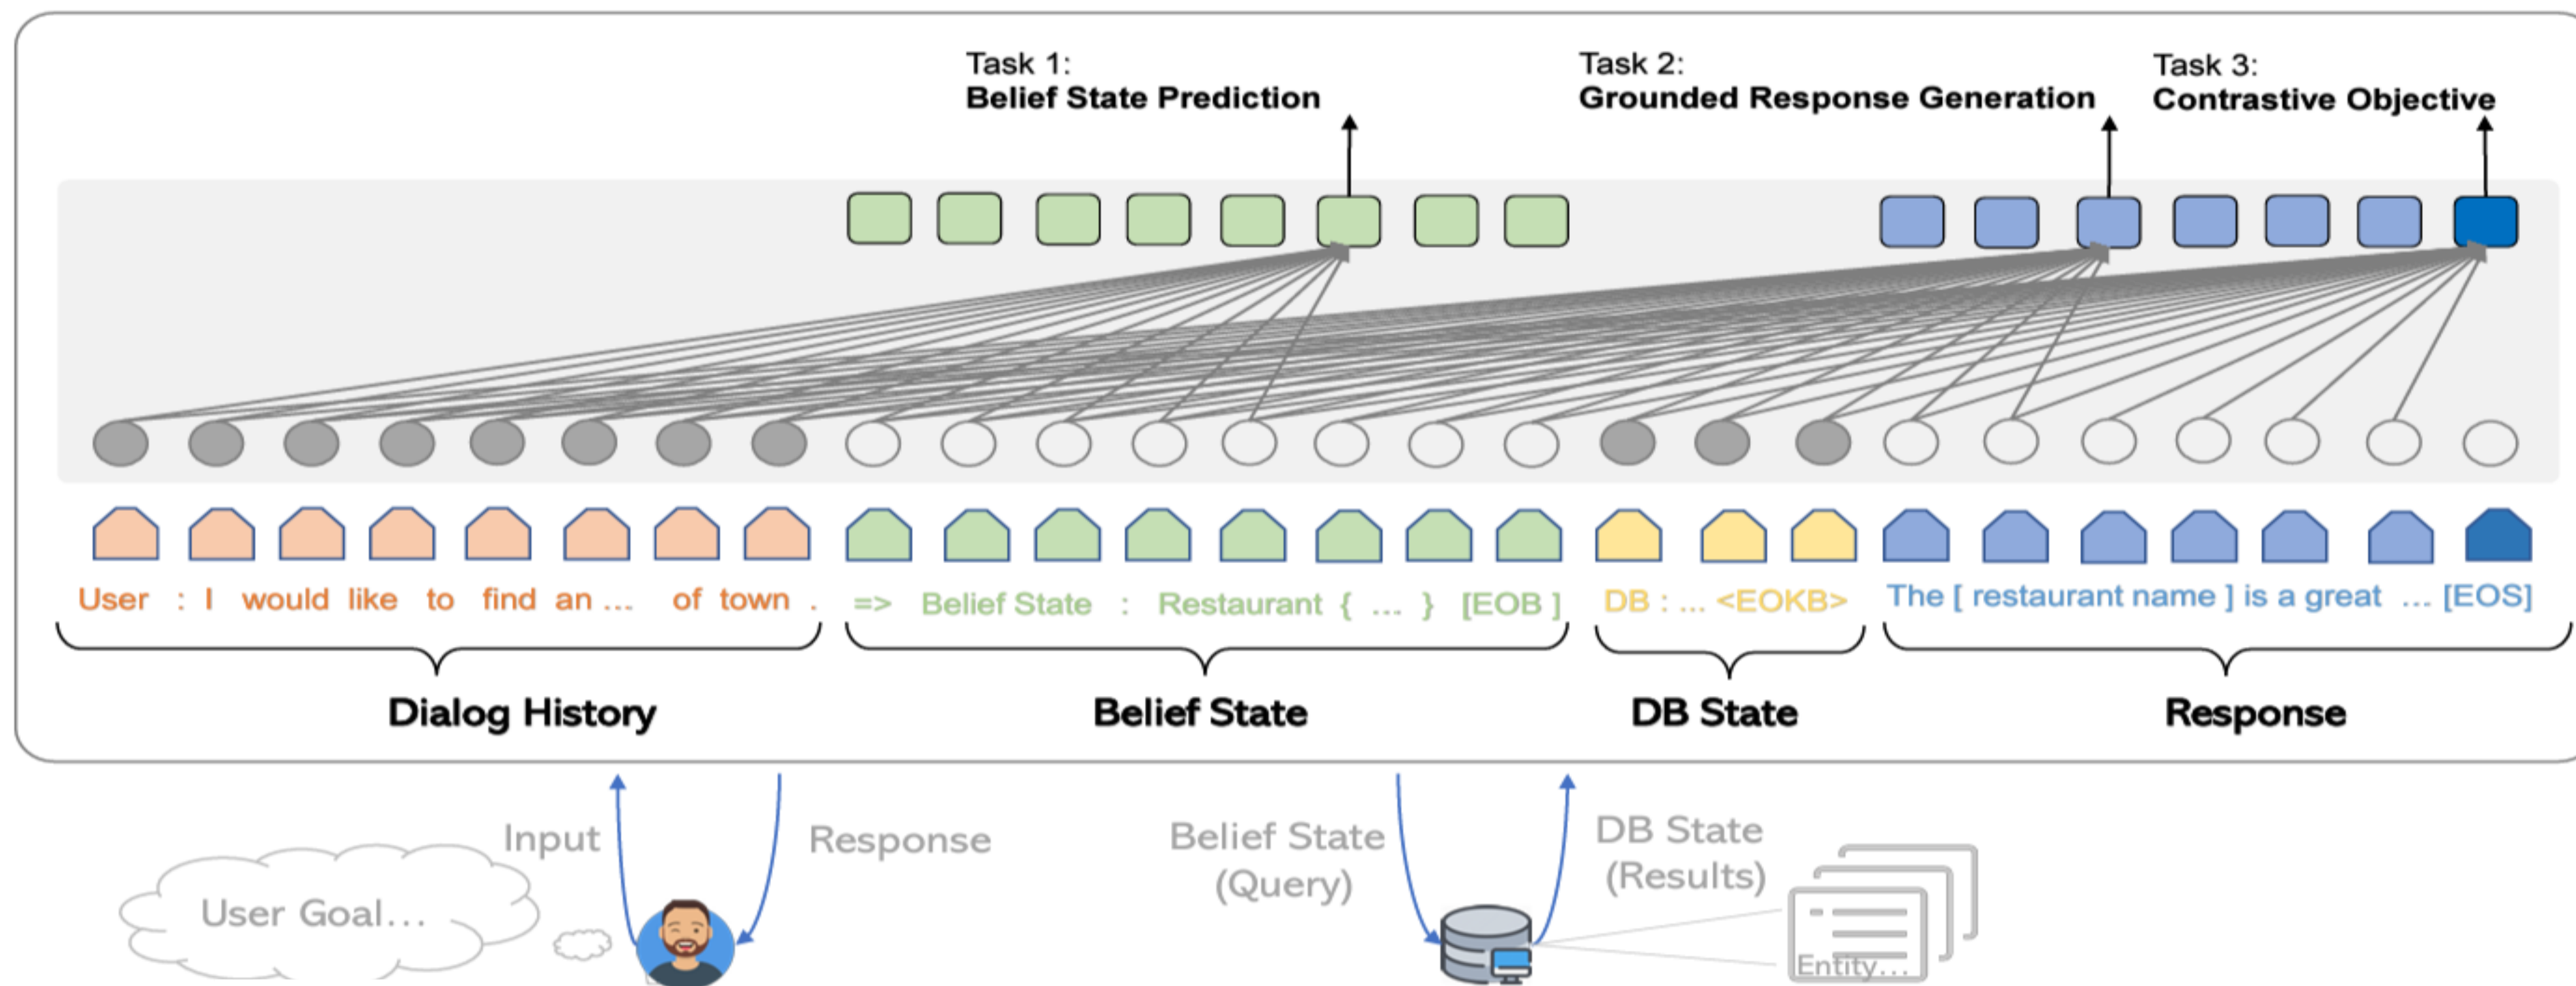 Task 1:
Belief State Prediction
Task 2:
Grounded Response Generation
Task 3:
Contrastive Objective
User : I would like to find an ... of town .
=> Belief State : Restaurant { ... } [EOB ]
DB : ... <EOKB>
The [ restaurant name ] is a great ... [EOS]
Dialog History
Belief State
DB State
Response
Input
Response
User Goal...
Belief State
(Query)
DB State
(Results)
Entity...